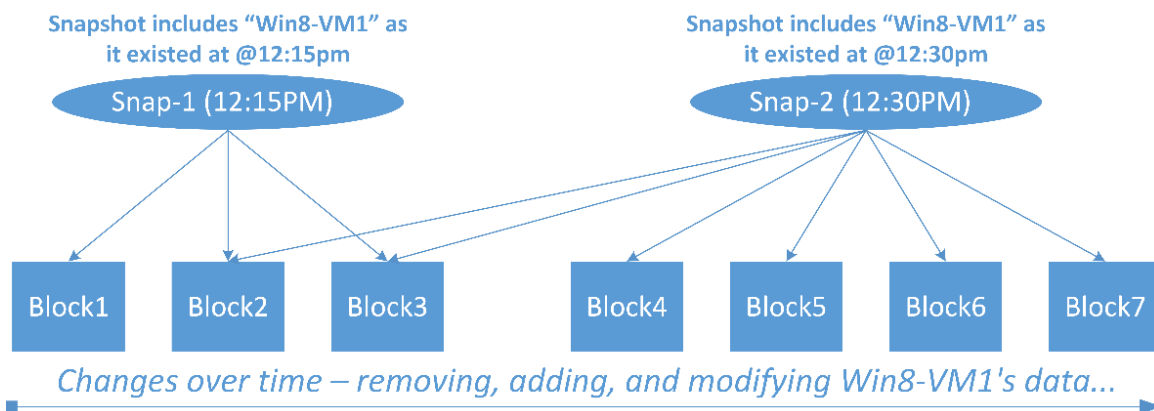 Snapshot includes “Win8-VM1” as
it existed at @12:15pm
Snap-1 (12:15PM)
Snapshot includes “Win8-VM1” as
it existed at @12:30pm
Snap-2 (12:30PM)
Block1
Block2
Block3
Block4
Block5
Block6
Block7
Changes over time – removing, adding, and modifying Win8-VM1's data...